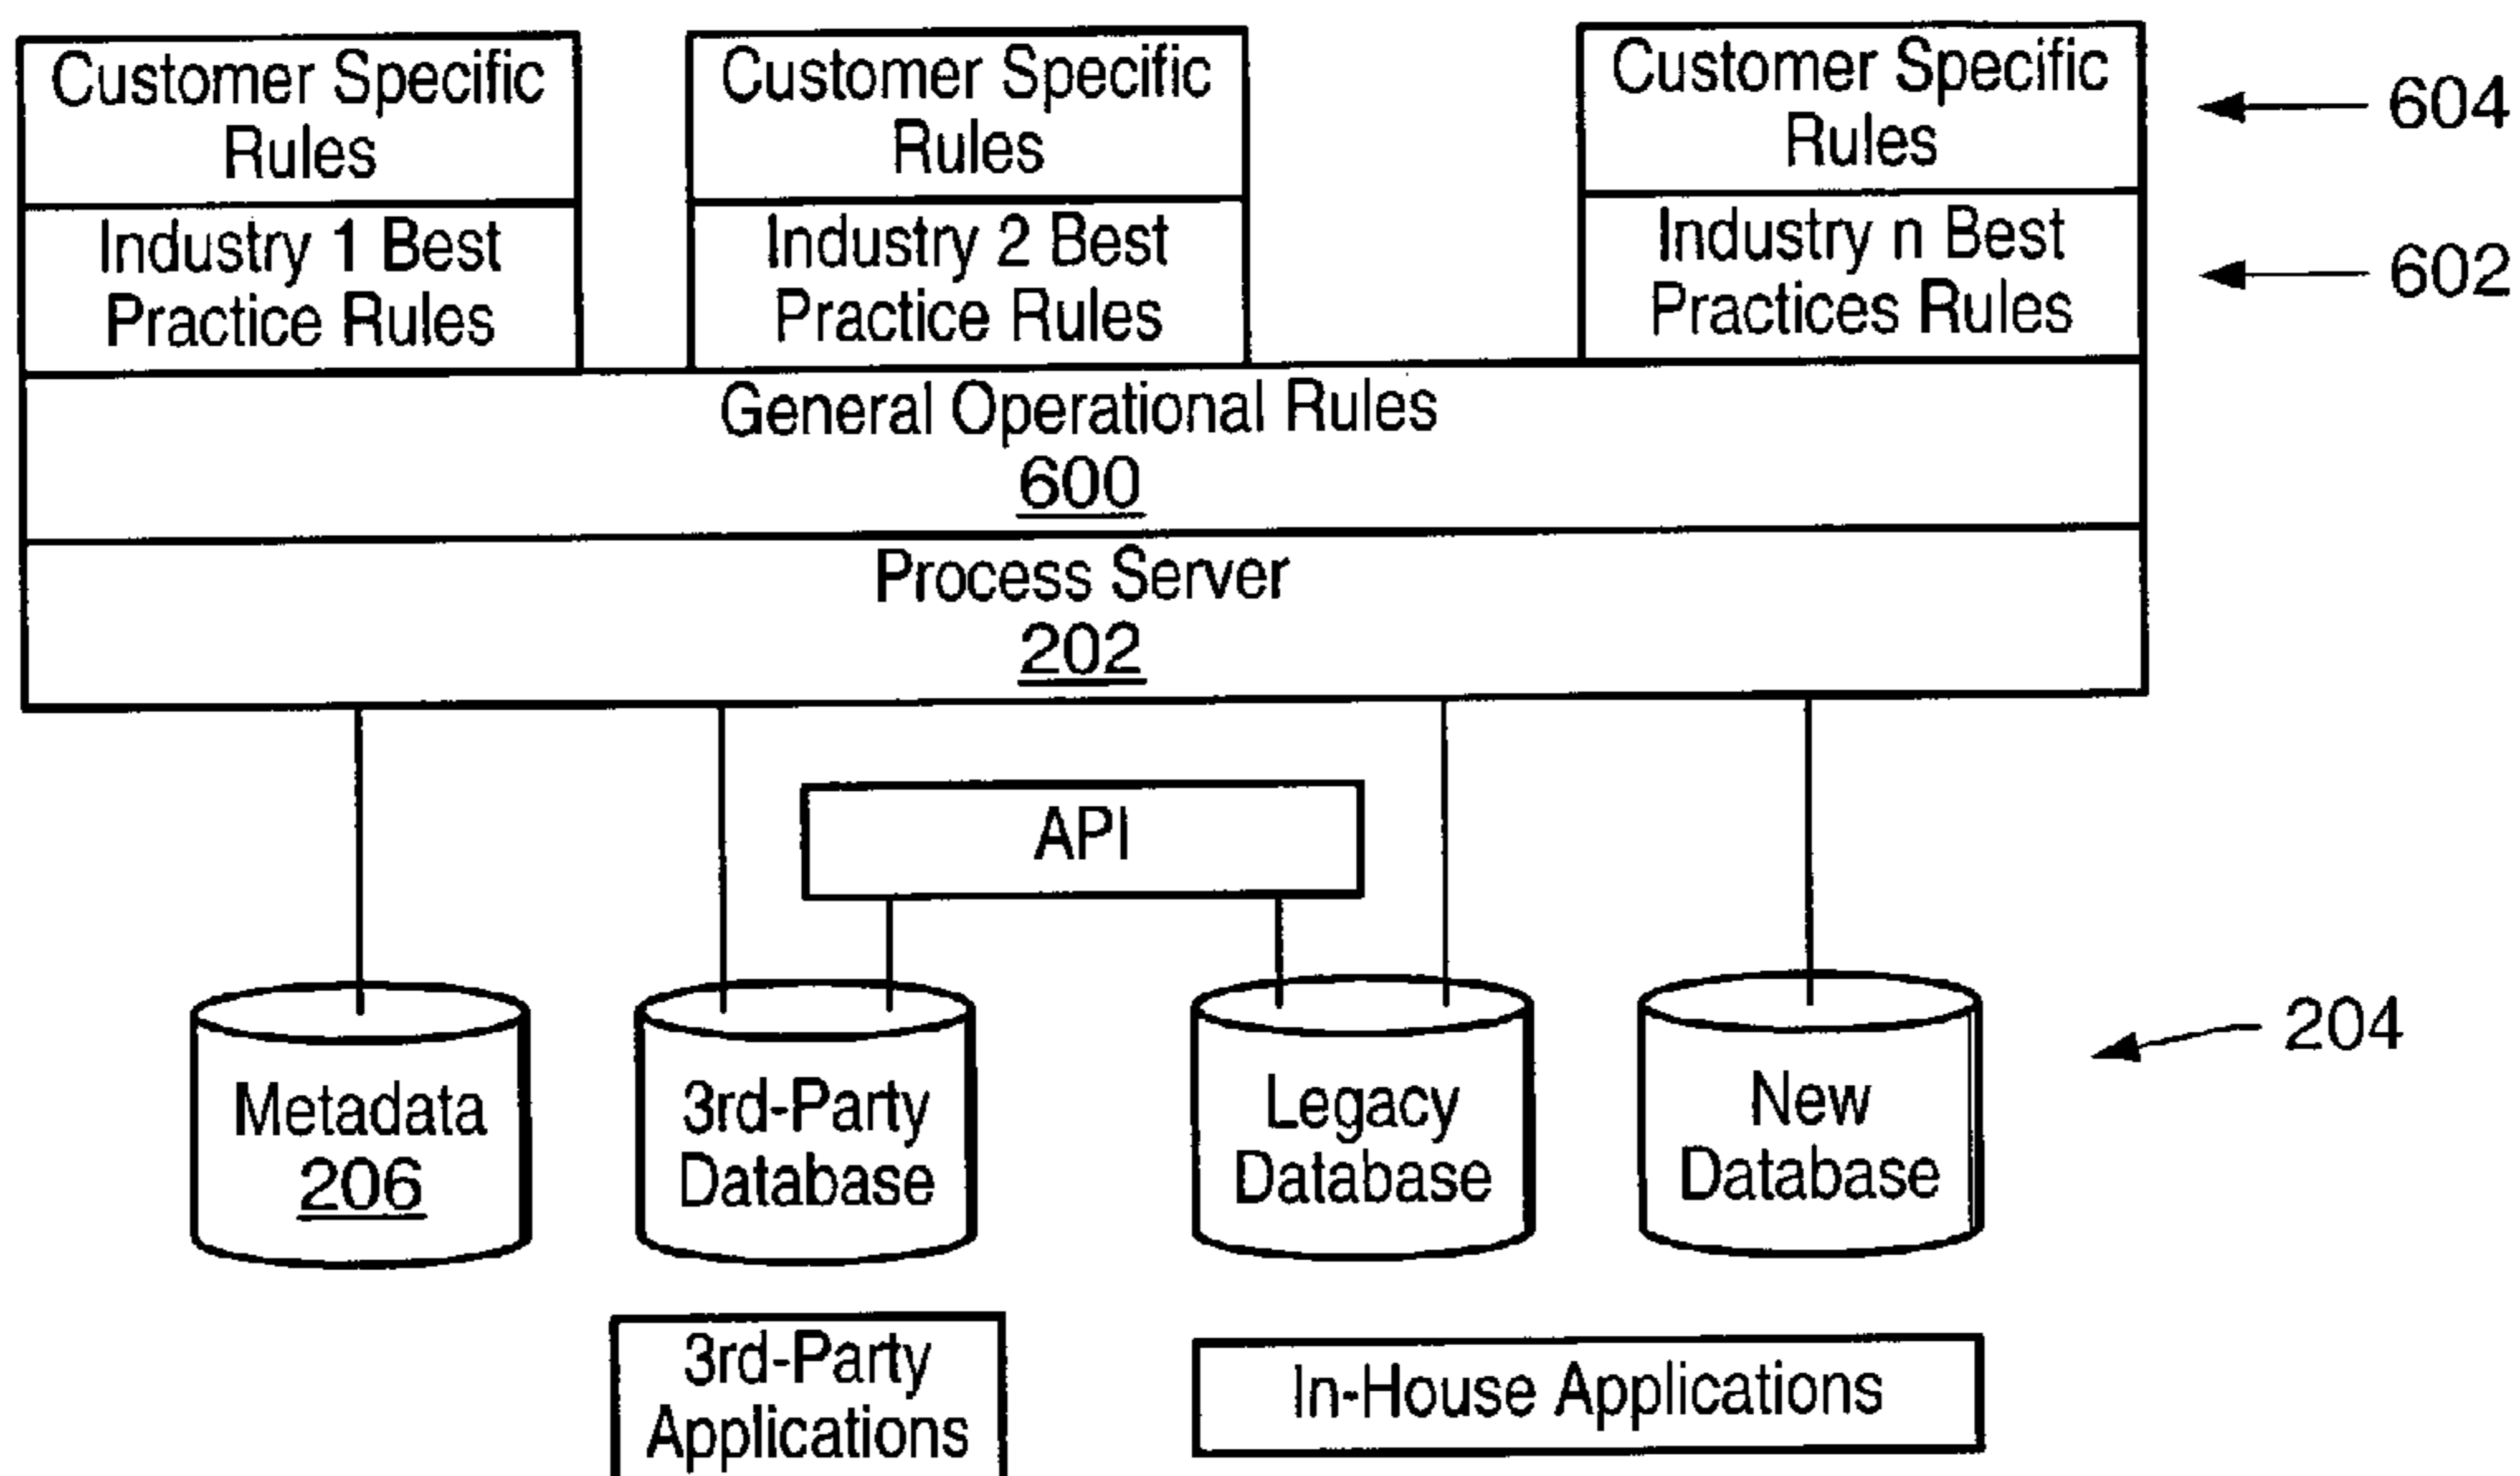 Customer Specific
Rules
Customer Specific
Rules
Customer Specific
Rules
604
Industry 1 Best
Practice Rules
Industry 2 Best
Practice Rules
Industry n Best
Practices Rules
602
General Operational Rules
600
Process Server
202
API
Metadata
206
3rd-Party
Database
Legacy
Database
New
Database
204
3rd-Party
Applications
In-House Applications